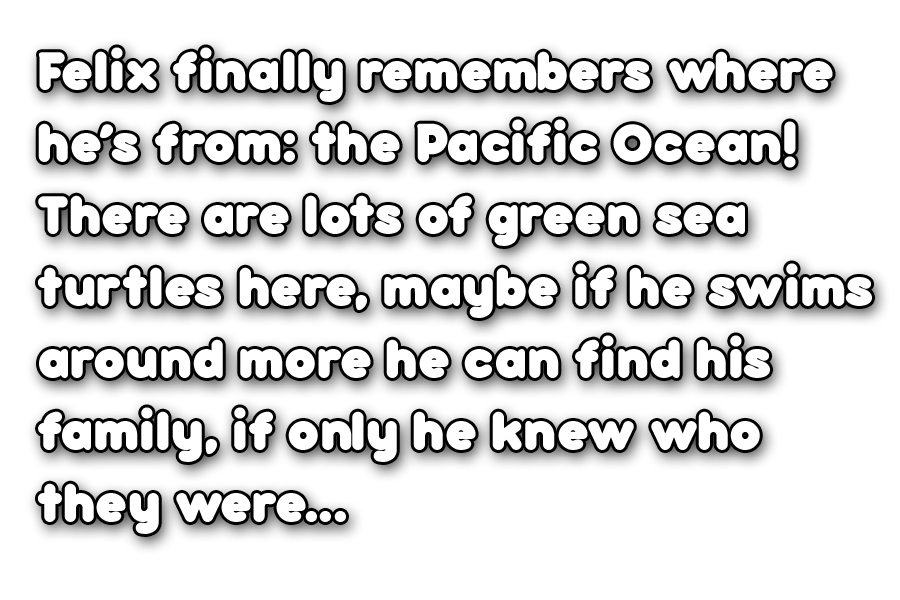 Felix finally remembers where
he's from: the Pacific Ocean!
There are lots of green sea
turtles here, maybe if he swims
around more he can find his
family, if only he knew who
they were...